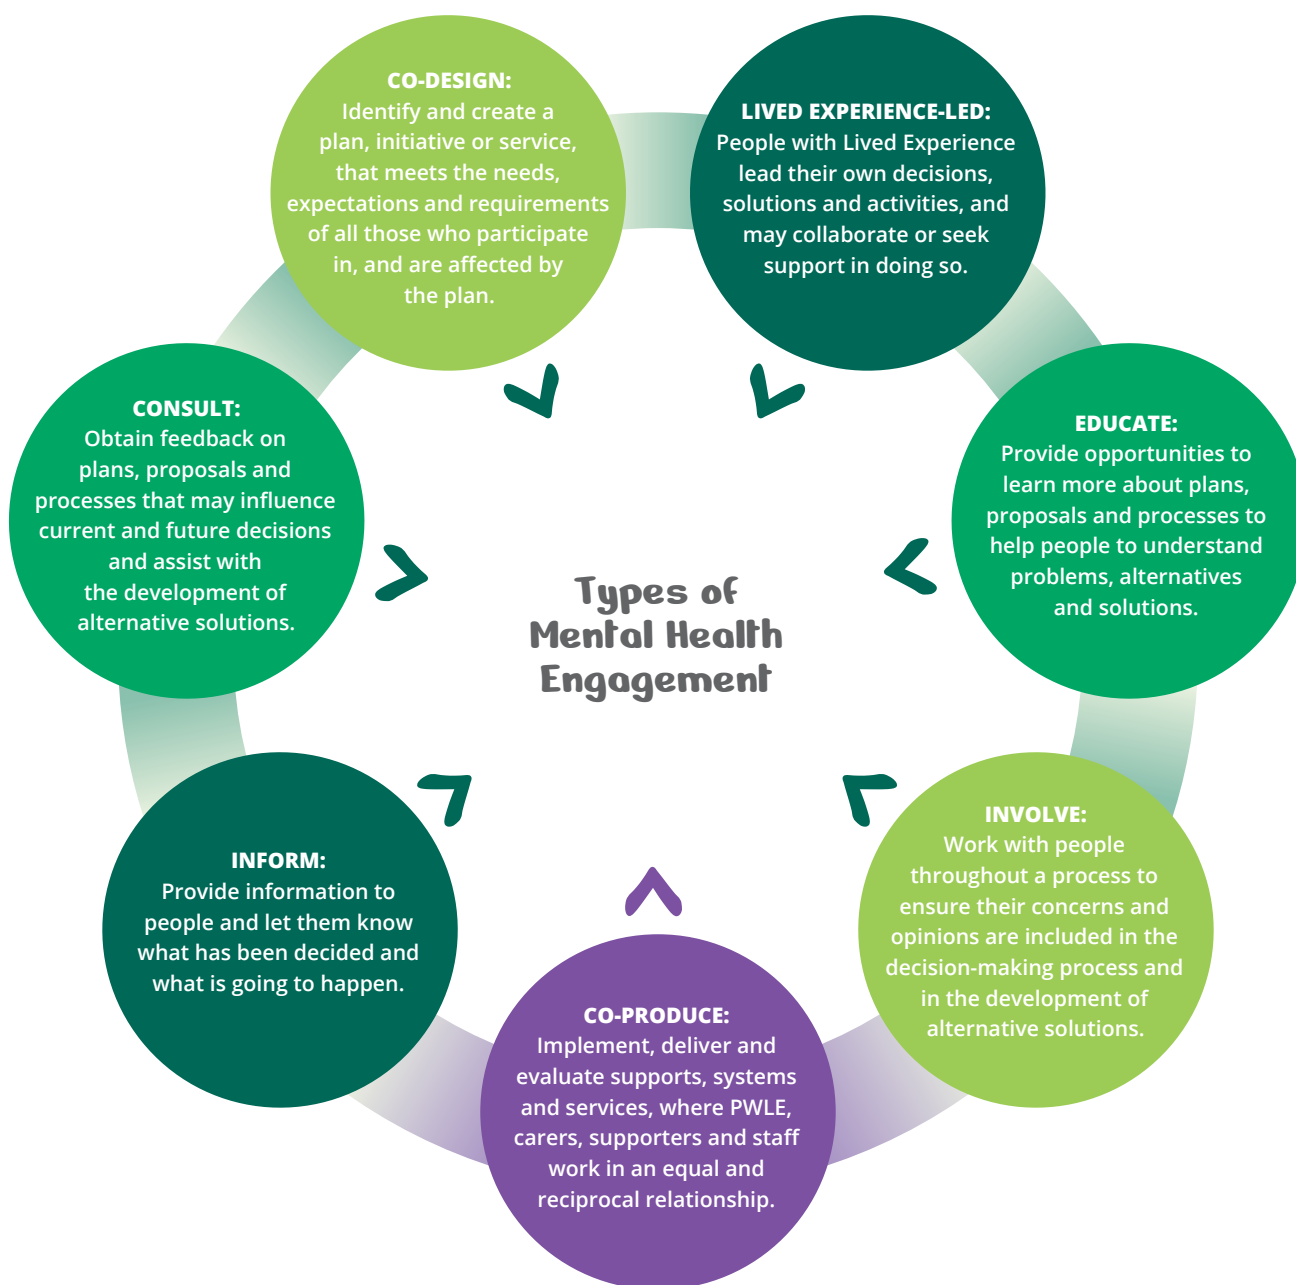 CO-DESIGN:
Identify and create a
plan, initiative or service,
that meets the needs,
expectations and requirements
of all those who participate
in, and are affected by
the plan.
LIVED EXPERIENCE-LED:
People with Lived Experience
lead their own decisions,
solutions and activities, and
may collaborate or seek
support in doing so.
CONSULT:
Obtain feedback on
plans, proposals and
processes that may influence
current and future decisions
and assist with
the development of
alternative solutions.
EDUCATE:
Provide opportunities to
learn more about plans,
proposals and processes to
help people to understand
problems, alternatives
and solutions.
Types of
Mental Health
Engagement
INFORM:
Provide information to
people and let them know
what has been decided and
what is going to happen.
INVOLVE:
Work with people
throughout a process to
ensure their concerns and
opinions are included in the
decision-making process and
in the development of
alternative solutions.
CO-PRODUCE:
Implement, deliver and
evaluate supports, systems
and services, where PWLE,
carers, supporters and staff
work in an equal and
reciprocal relationship.